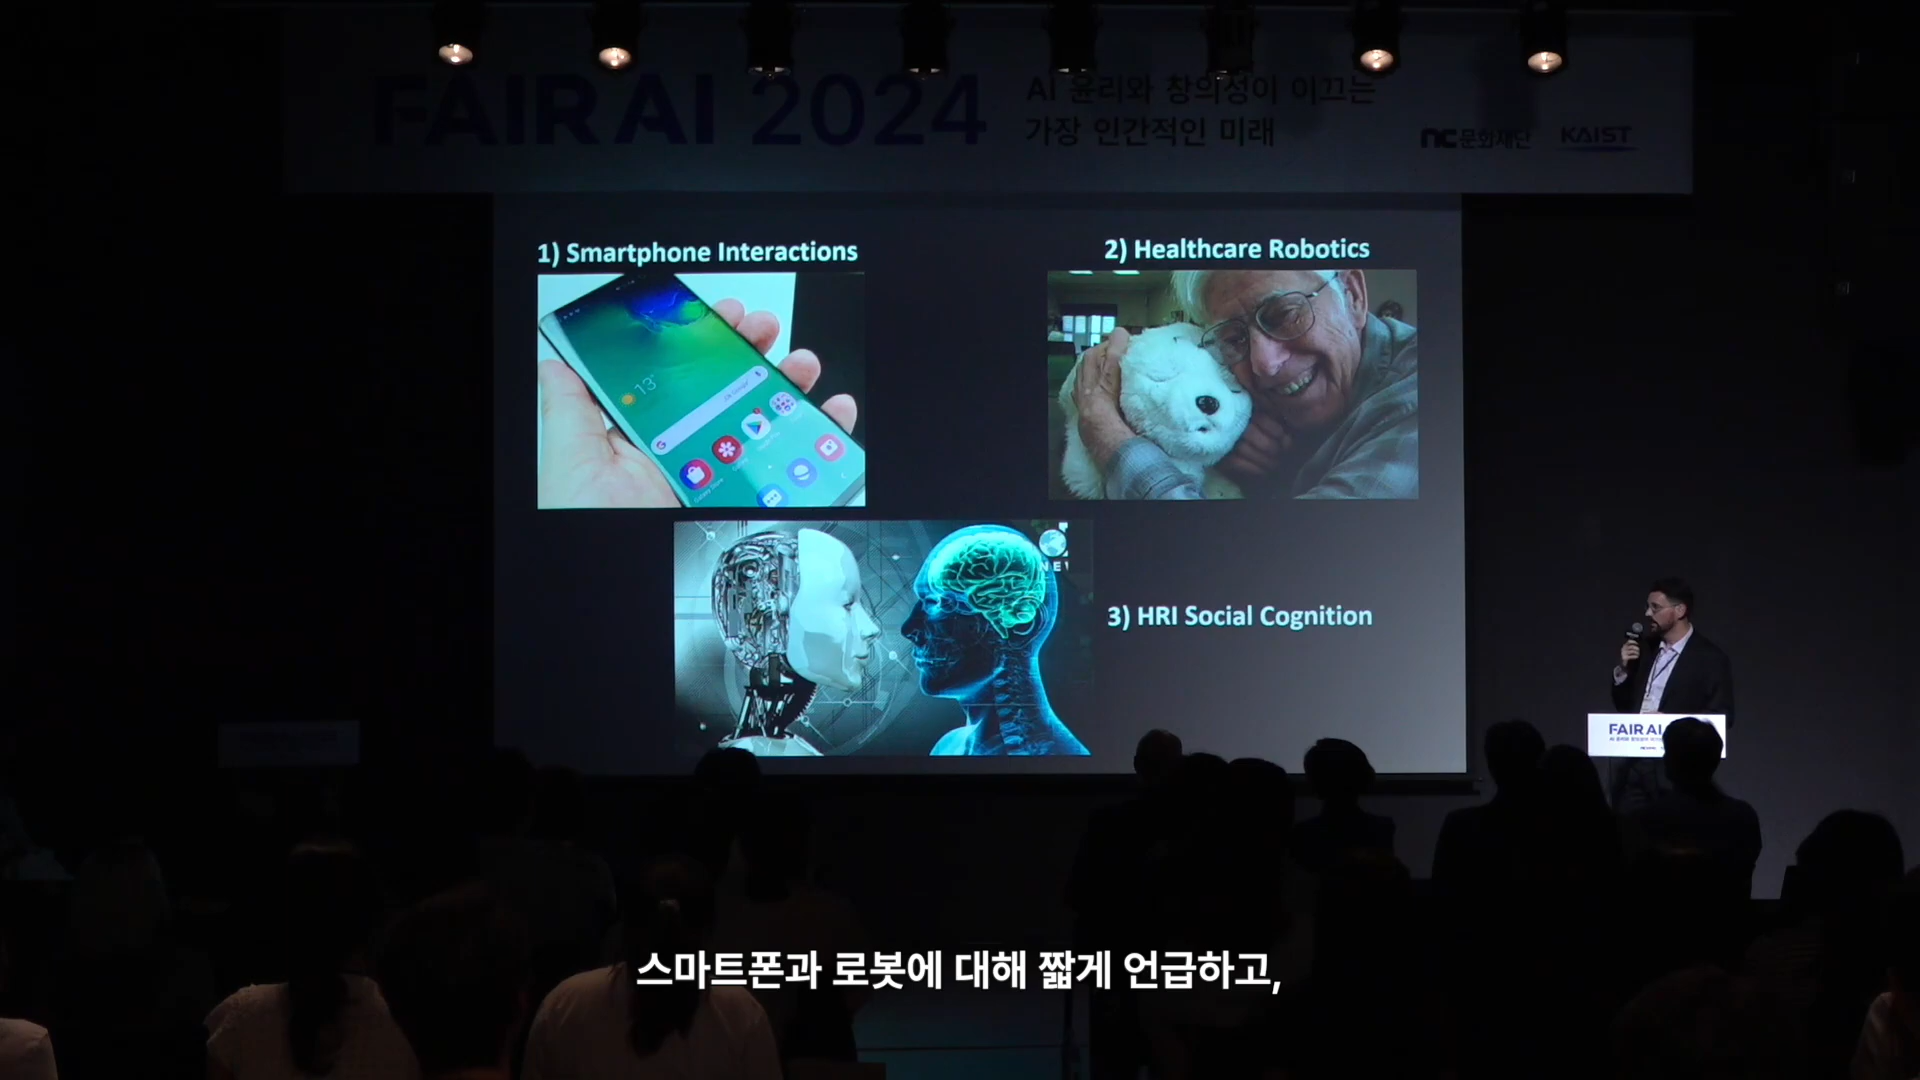 FAIR AI 2024
AI 윤리와 창의성이 이끄는
가장 인간적인 미래
nc문화재단 KAIST
1) Smartphone Interactions
2) Healthcare Robotics
13°
3) HRI Social Cognition
FAIR AI
스마트폰과 로봇에 대해 짧게 언급하고,